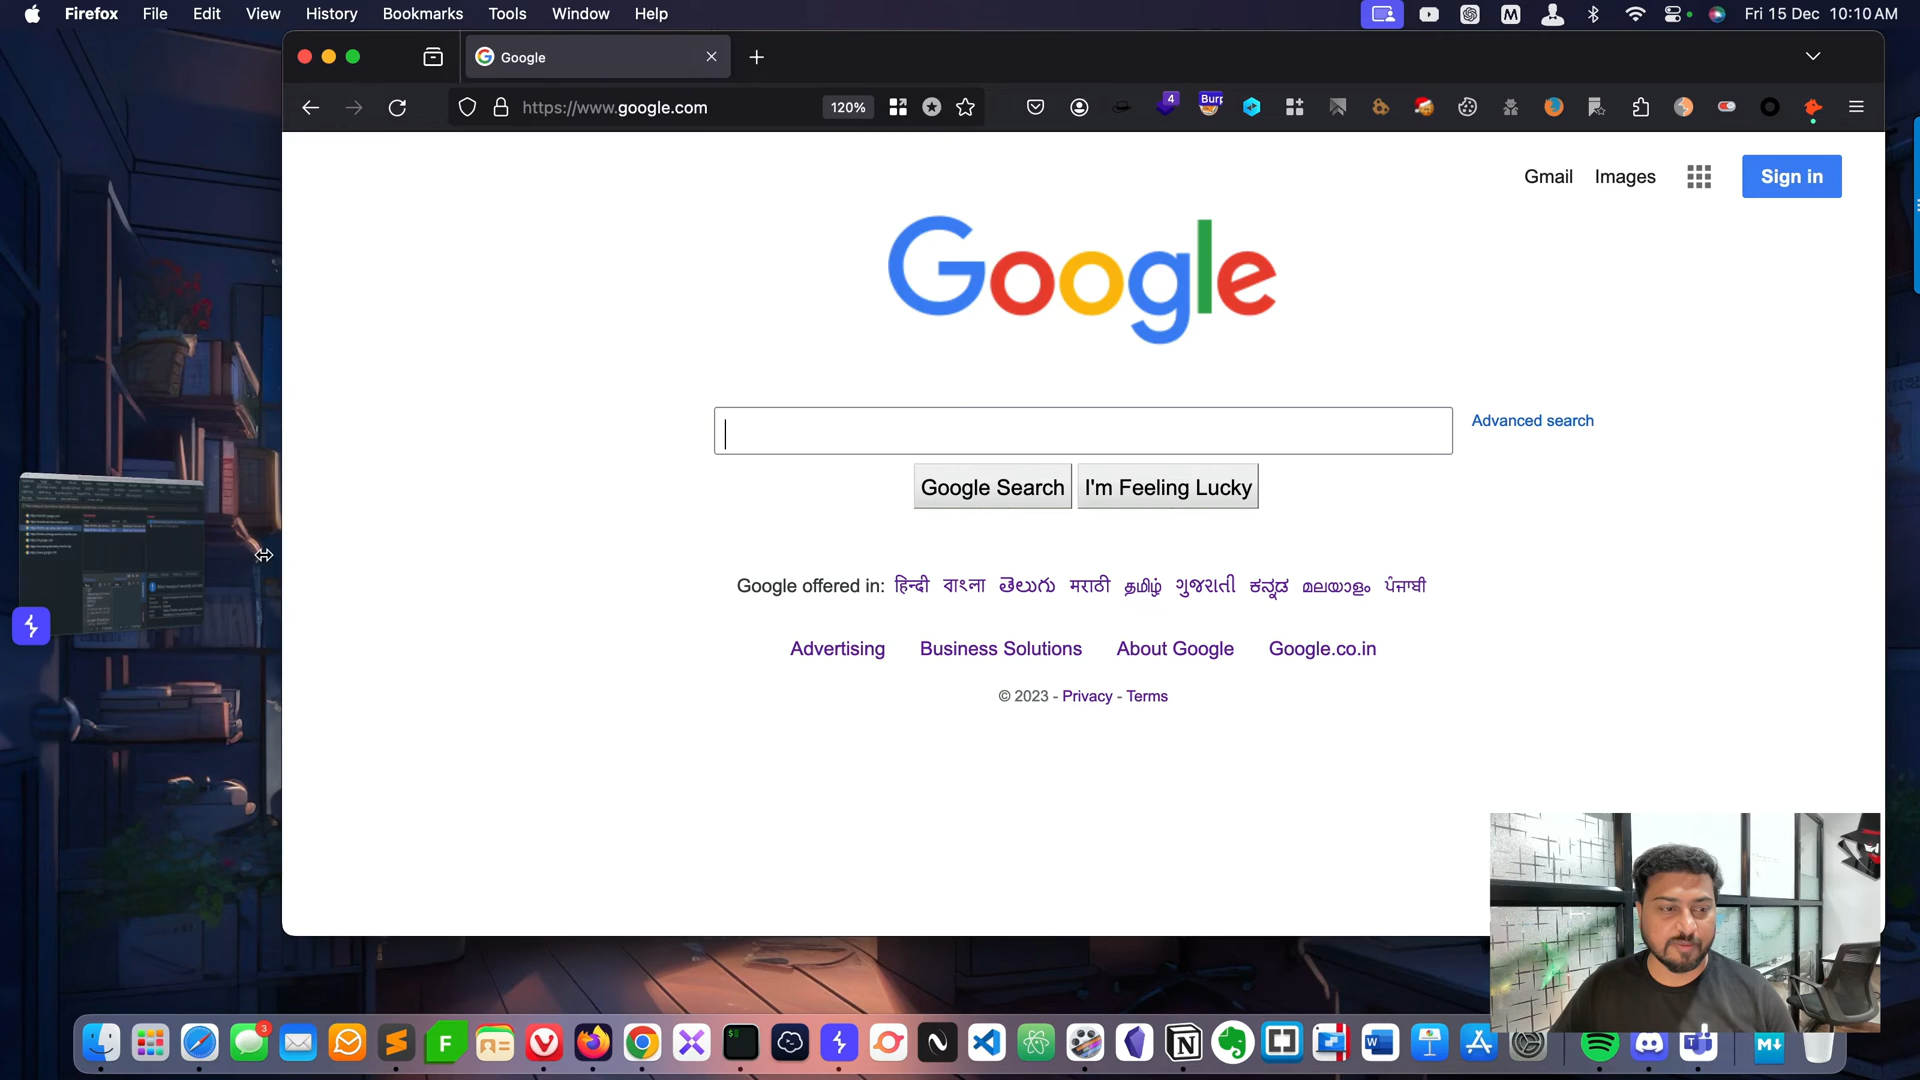 Firefox File Edit View History Bookmarks Tools Window Help Fri 15 Dec 10:10 AM
Google
https://www.google.com 120% 4 Burp
Gmail Images Sign in
Google
Advanced search
Google Search I'm Feeling Lucky
Google offered in: हिन्दी বাংলা తెలుగు मराठी தமிழ் ગુજરાતી ಕನ್ನಡ മലയാളം ਪੰਜਾਬੀ
Advertising Business Solutions About Google Google.co.in
© 2023 - Privacy - Terms
3